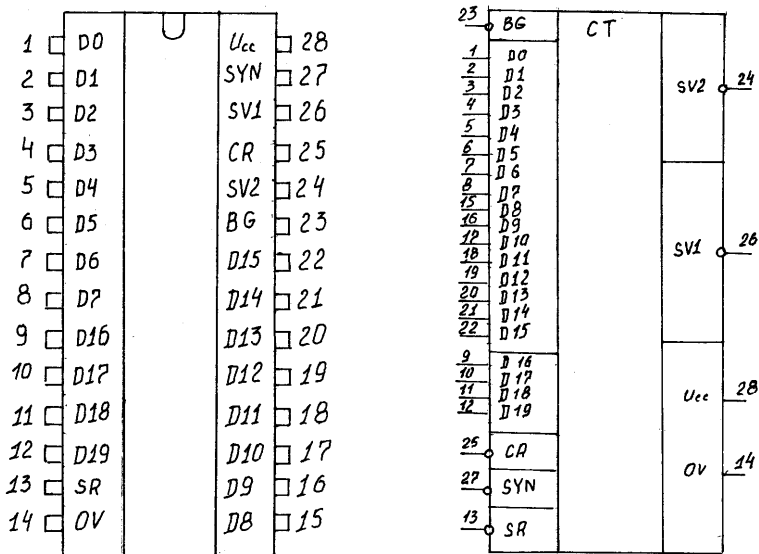 1 D0 Ucc 28
2 D1 SYN 27
3 D2 SV1 26
4 D3 CR 25
5 D4 SV2 24
6 D5 BG 23
7 D6 D15 22
8 D7 D14 21
9 D16 D13 20
10 D17 D12 19
11 D18 D11 18
12 D19 D10 17
13 SR D9 16
14 OV D8 15
23 BG CT
1 D0
2 D1
3 D2
4 D3
5 D4
6 D5
7 D6
8 D7
15 D8
16 D9
17 D10
18 D11
19 D12
20 D13
21 D14
22 D15
9 D16
10 D17
11 D18
12 D19
25 CR
27 SYN
13 SR
SV2 24
SV1 26
Ucc 28
OV 14